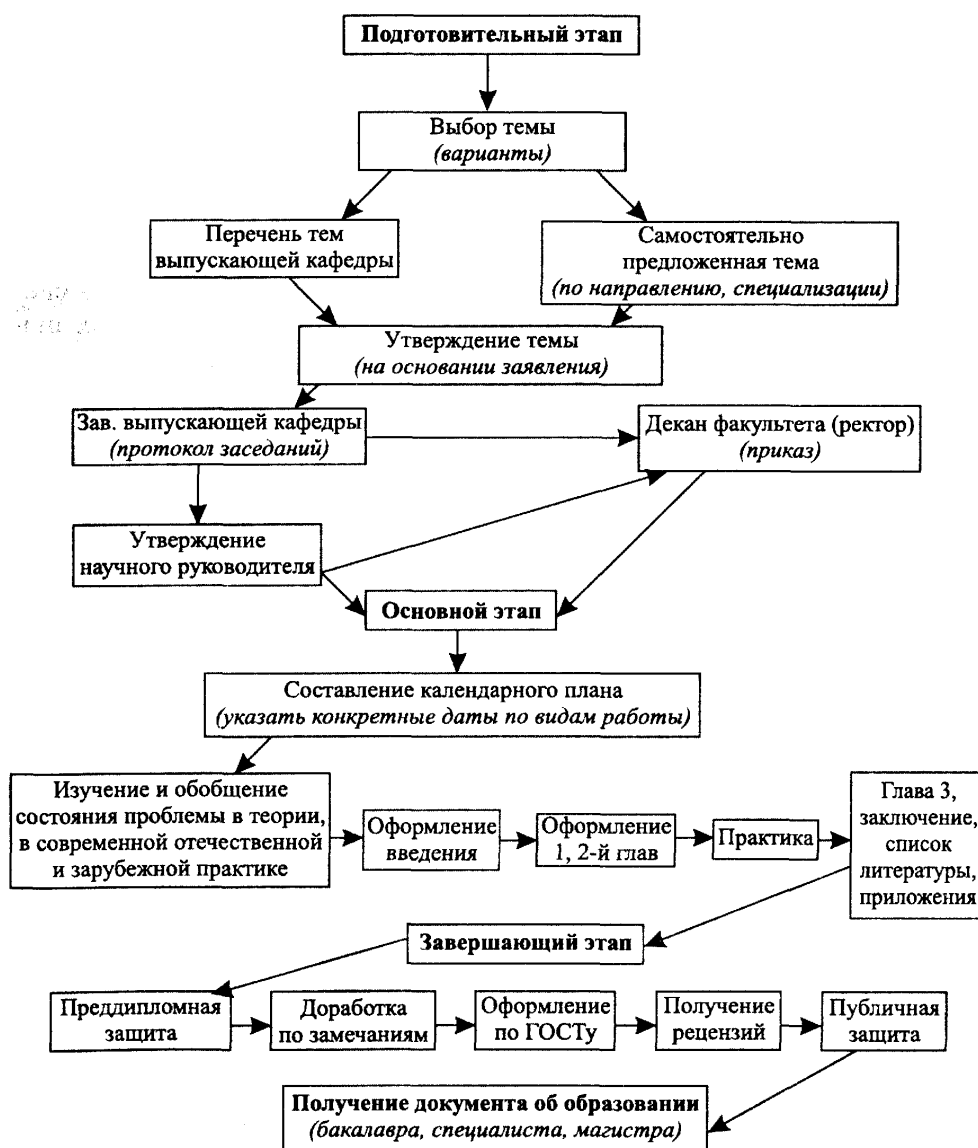 Подготовительный этап
Выбор темы
(варианты)
Перечень тем
выпускающей кафедры
Самостоятельно
предложенная тема
(по направлению, специализации)
Утверждение темы
(на основании заявления)
Зав. выпускающей кафедры
(протокол заседаний)
Декан факультета (ректор)
(приказ)
Утверждение
научного руководителя
Основной этап
Составление календарного плана
(указать конкретные даты по видам работы)
Изучение и обобщение
состояния проблемы в теории,
в современной отечественной
и зарубежной практике
Оформление
введения
Оформление
1, 2-й глав
Практика
Глава 3,
заключение,
список
литературы,
приложения
Завершающий этап
Преддипломная
защита
Доработка
по замечаниям
Оформление
по ГОСТу
Получение
рецензий
Публичная
защита
Получение документа об образовании
(бакалавра, специалиста, магистра)